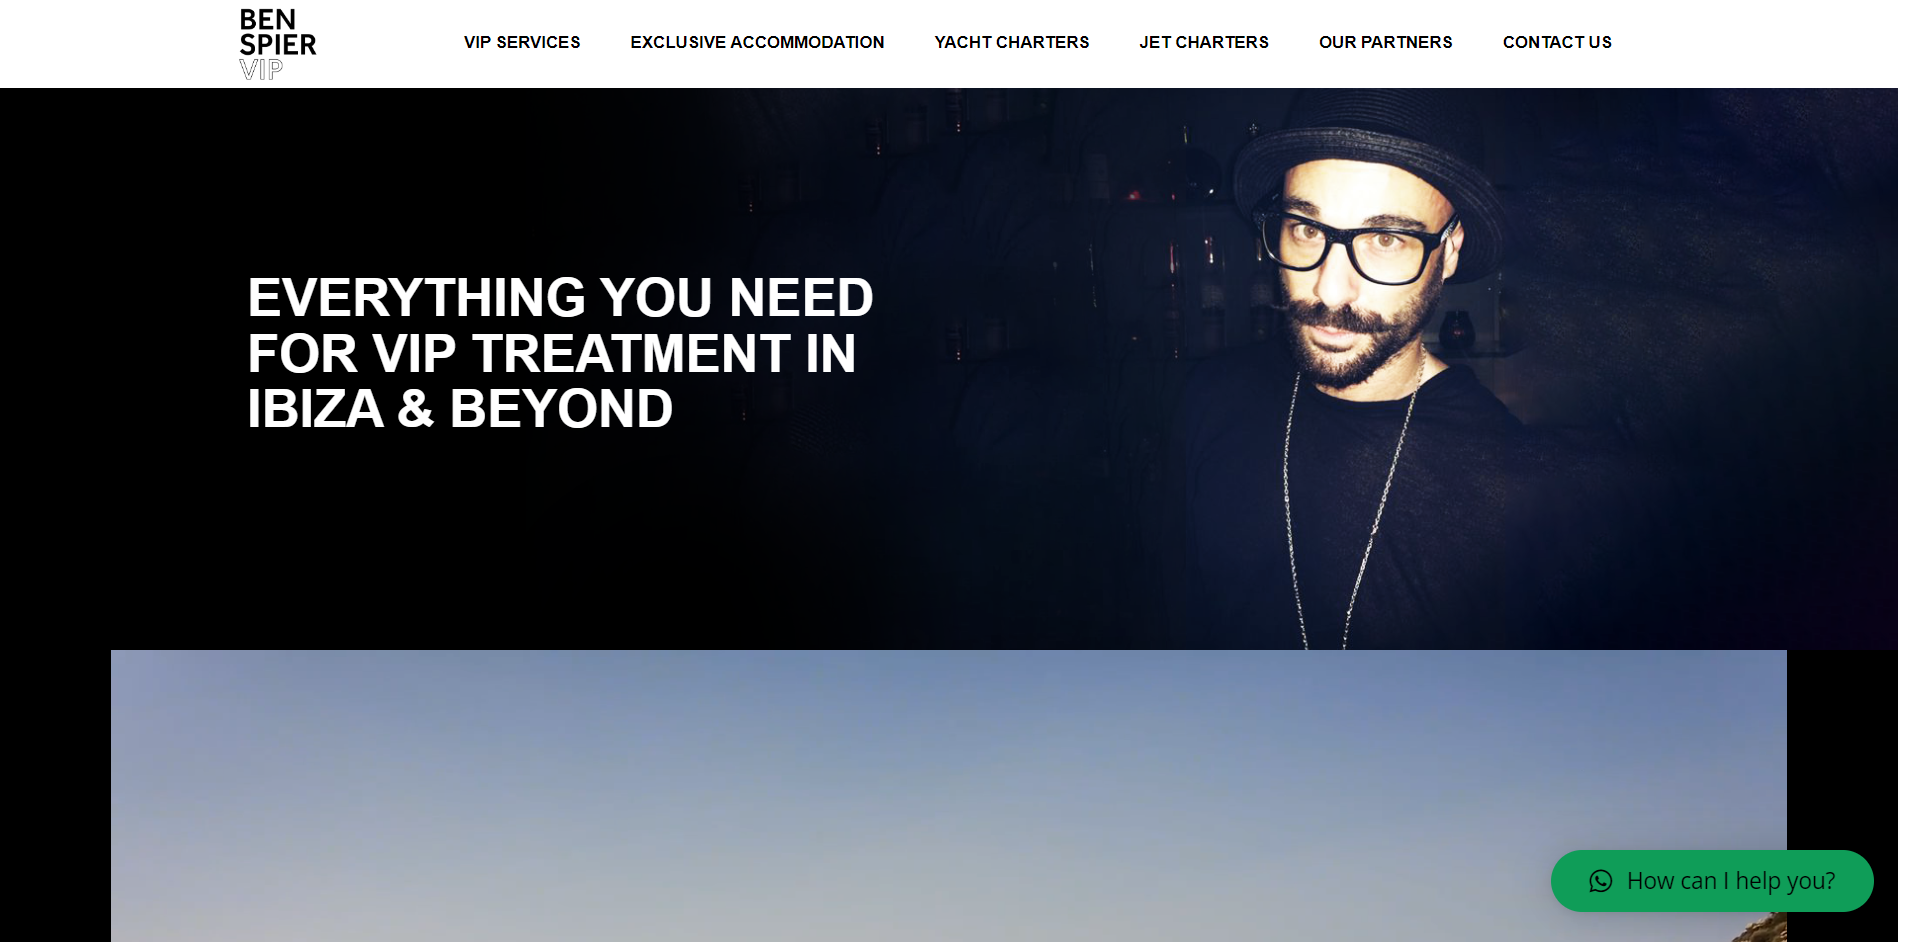 BEN
SPIER
VIP
VIP SERVICES
EXCLUSIVE ACCOMMODATION
YACHT CHARTERS
JET CHARTERS
OUR PARTNERS
CONTACT US
EVERYTHING YOU NEED
FOR VIP TREATMENT IN
IBIZA & BEYOND
How can I help you?